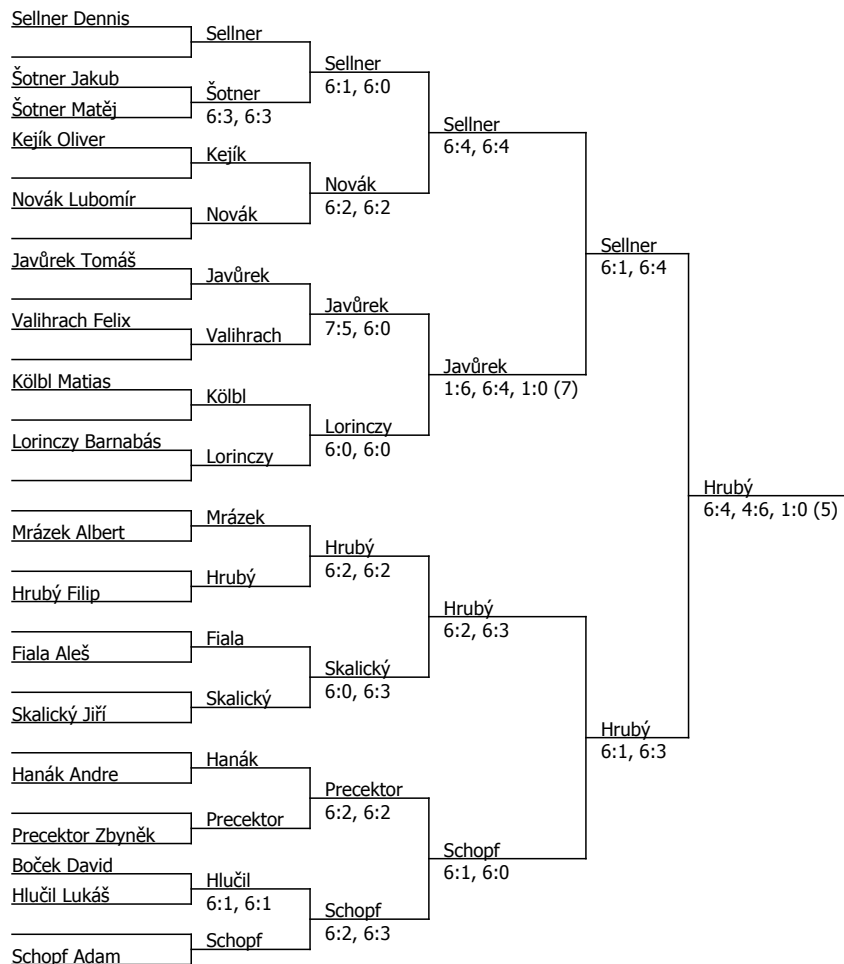 Sellner Dennis
Sellner
Sellner
6:1, 6:0
Šotner Jakub
Šotner
6:3, 6:3
Šotner Matěj
Sellner
6:4, 6:4
Kejík Oliver
Kejík
Novák
6:2, 6:2
Novák Lubomír
Novák
Sellner
6:1, 6:4
Javůrek Tomáš
Javůrek
Javůrek
7:5, 6:0
Valihrach Felix
Valihrach
Javůrek
1:6, 6:4, 1:0 (7)
Kölbl Matias
Kölbl
Lorinczy
6:0, 6:0
Lorinczy Barnabás
Lorinczy
Hrubý
6:4, 4:6, 1:0 (5)
Mrázek
Mrázek Albert
Hrubý
6:2, 6:2
Hrubý
Hrubý Filip
Hrubý
6:2, 6:3
Fiala
Fiala Aleš
Skalický
6:0, 6:3
Skalický
Skalický Jiří
Hrubý
6:1, 6:3
Hanák
Hanák Andre
Precektor
6:2, 6:2
Precektor
Precektor Zbyněk
Schopf
6:1, 6:0
Boček David
Hlučil
6:1, 6:1
Hlučil Lukáš
Schopf
6:2, 6:3
Schopf
Schopf Adam